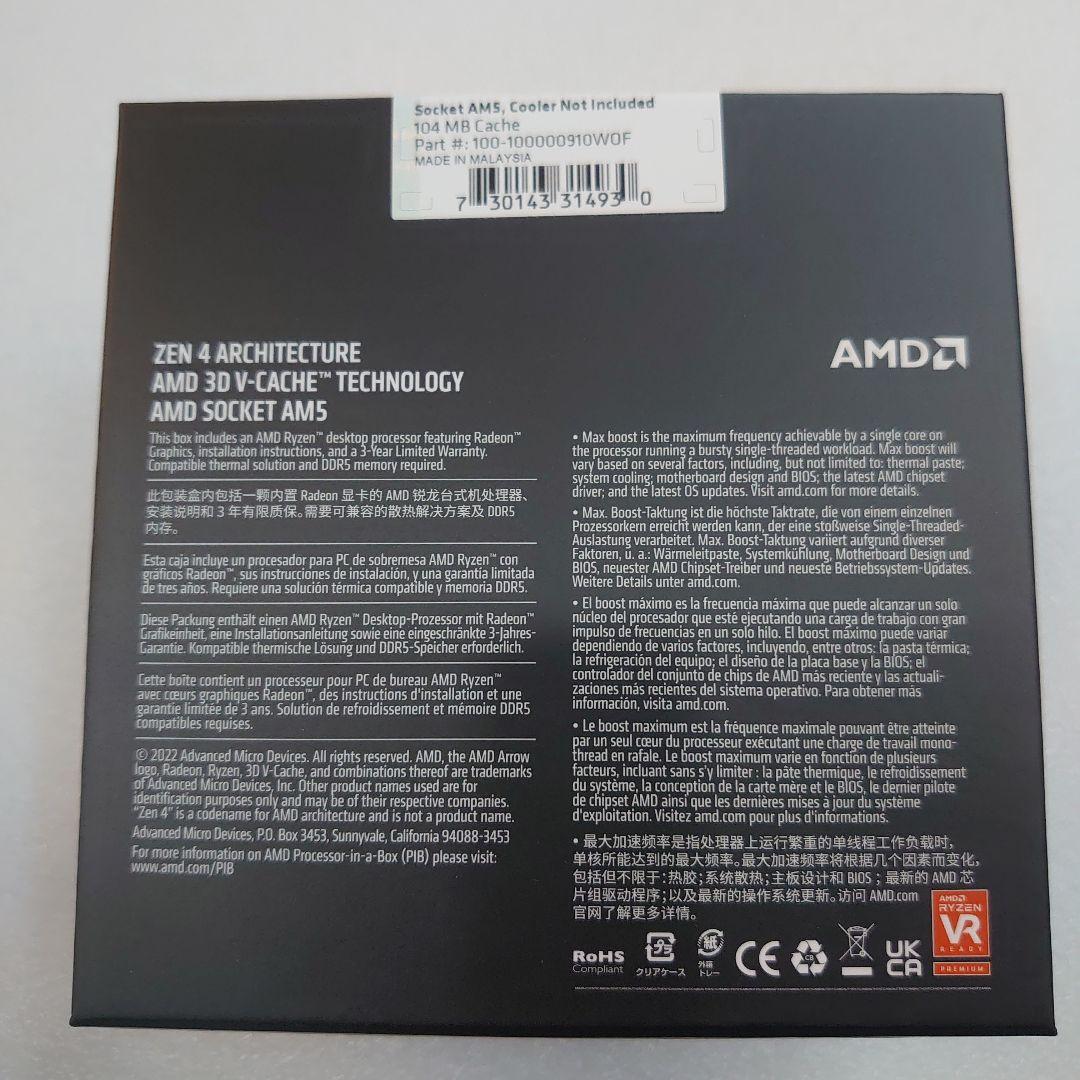 Socket AM5, Cooler Not Included
104 MB Cache
Part #: 100-100000910WOF
MADE IN MALAYSIA
7 30143 31493 0
ZEN 4 ARCHITECTURE
AMD 3D V-CACHE™ TECHNOLOGY
AMD SOCKET AM5
This box includes an AMD Ryzen™ desktop processor featuring Radeon™
Graphics, installation instructions, and a 3-Year Limited Warranty.
Compatible thermal solution and DDR5 memory required.
此包装盒内包括一颗内置 Radeon 显卡的 AMD 锐龙台式机处理器、
安装说明和 3 年有限质保。需要可兼容的散热解决方案及 DDR5
内存。
Esta caja incluye un procesador para PC de sobremesa AMD Ryzen™ con
gráficos Radeon™, sus instrucciones de instalación, y una garantía limitada
de tres años. Requiere una solución térmica compatible y memoria DDR5.
Diese Packung enthält einen AMD Ryzen™ Desktop-Prozessor mit Radeon™
Grafikeinheit, eine Installationsanleitung sowie eine eingeschränkte 3-Jahres-
Garantie. Kompatible thermische Lösung und DDR5-Speicher erforderlich.
Cette boîte contient un processeur pour PC de bureau AMD Ryzen™
avec cœurs graphiques Radeon™, des instructions d'installation et une
garantie limitée de 3 ans. Solution de refroidissement et mémoire DDR5
compatibles requises.
© 2022 Advanced Micro Devices. All rights reserved. AMD, the AMD Arrow
logo, Radeon, Ryzen, 3D V-Cache, and combinations thereof are trademarks
of Advanced Micro Devices, Inc. Other product names used are for
identification purposes only and may be of their respective companies.
"Zen 4" is a codename for AMD architecture and is not a product name.
Advanced Micro Devices, P.O. Box 3453, Sunnyvale, California 94088-3453
For more information on AMD Processor-in-a-Box (PIB) please visit:
www.amd.com/PIB
AMD
• Max boost is the maximum frequency achievable by a single core on
the processor running a bursty single-threaded workload. Max boost will
vary based on several factors, including, but not limited to: thermal paste;
system cooling; motherboard design and BIOS; the latest AMD chipset
driver; and the latest OS updates. Visit amd.com for more details.
• Max. Boost-Taktung ist die höchste Taktrate, die von einem einzelnen
Prozessorkern erreicht werden kann, der eine stoßweise Single-Threaded-
Auslastung verarbeitet. Max. Boost-Taktung variiert aufgrund diverser
Faktoren, u. a.: Wärmeleitpaste, Systemkühlung, Motherboard Design und
BIOS, neuester AMD Chipset-Treiber und neueste Betriebssystem-Updates.
Weitere Details unter amd.com.
• El boost máximo es la frecuencia máxima que puede alcanzar un solo
núcleo del procesador que esté ejecutando una carga de trabajo con gran
impulso de frecuencias en un solo hilo. El boost máximo puede variar
dependiendo de varios factores, incluyendo, entre otros: la pasta térmica;
la refrigeración del equipo; el diseño de la placa base y la BIOS; el
controlador del conjunto de chips de AMD más reciente y las actuali-
zaciones más recientes del sistema operativo. Para obtener más
información, visita amd.com.
• Le boost maximum est la fréquence maximale pouvant être atteinte
par un seul cœur du processeur exécutant une charge de travail mono-
thread en rafale. Le boost maximum varie en fonction de plusieurs
facteurs, incluant sans s'y limiter : la pâte thermique, le refroidissement
du système, la conception de la carte mère et le BIOS, le dernier pilote
de chipset AMD ainsi que les dernières mises à jour du système
d'exploitation. Visitez amd.com pour plus d'informations.
• 最大加速频率是指处理器上运行繁重的单线程工作负载时,
单核所能达到的最大频率。最大加速频率将根据几个因素而变化,
包括但不限于：热胶；系统散热；主板设计和 BIOS；最新的 AMD 芯
片组驱动程序；以及最新的操作系统更新。访问 AMD.com
官网了解更多详情。
RoHS
Compliant
プラ
クリアケース
紙
外箱
トレー
CE
CB
UK
CA
AMD
RYZEN
VR
READY
PREMIUM